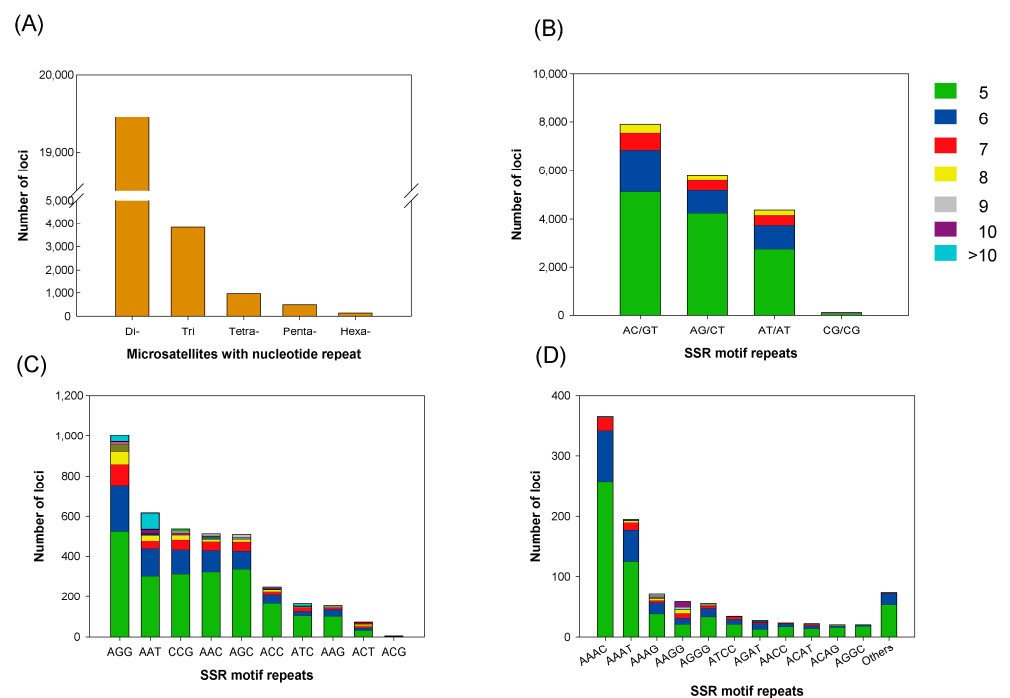 (A)
20,000
19,000
5,000
4,000
3,000
2,000
1,000
0
Number of loci
Di-
Tri
Tetra-
Penta-
Hexa-
Microsatellites with nucleotide repeat
(B)
10,000
8,000
6,000
4,000
2,000
0
Number of loci
AC/GT
AG/CT
AT/AT
CG/CG
SSR motif repeats
5
6
7
8
9
10
>10
(C)
1,200
1,000
800
600
400
200
0
Number of loci
AGG
AAT
CCG
AAC
AGC
ACC
ATC
AAG
ACT
ACG
SSR motif repeats
(D)
400
300
200
100
0
Number of loci
AAAC
AAAT
AAAG
AAGG
AGGG
ATCC
AGAT
AACC
ACAT
ACAG
AGGC
Others
SSR motif repeats